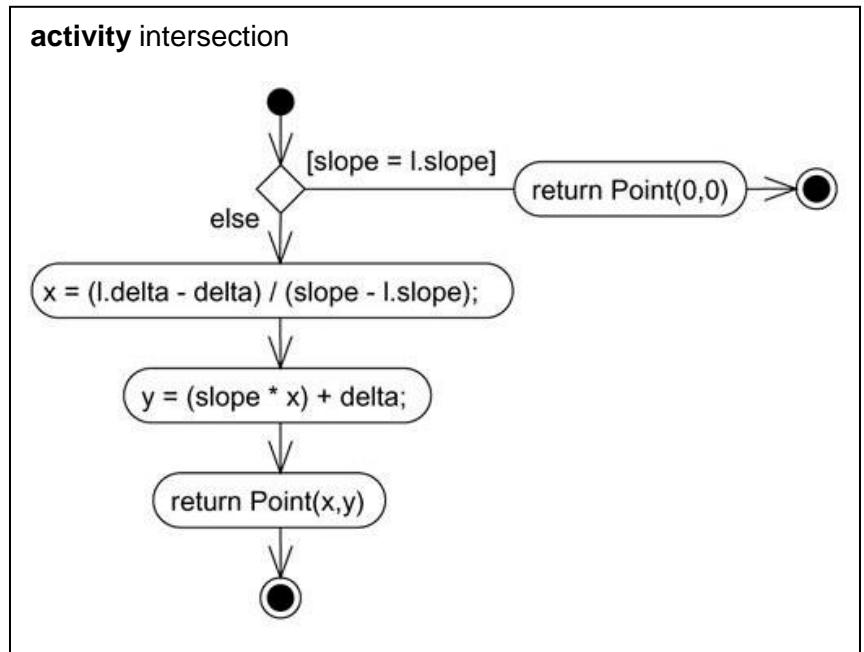 activity intersection
[slope = l.slope]
return Point(0,0)
else
x = (l.delta - delta) / (slope - l.slope);
y = (slope * x) + delta;
return Point(x,y)